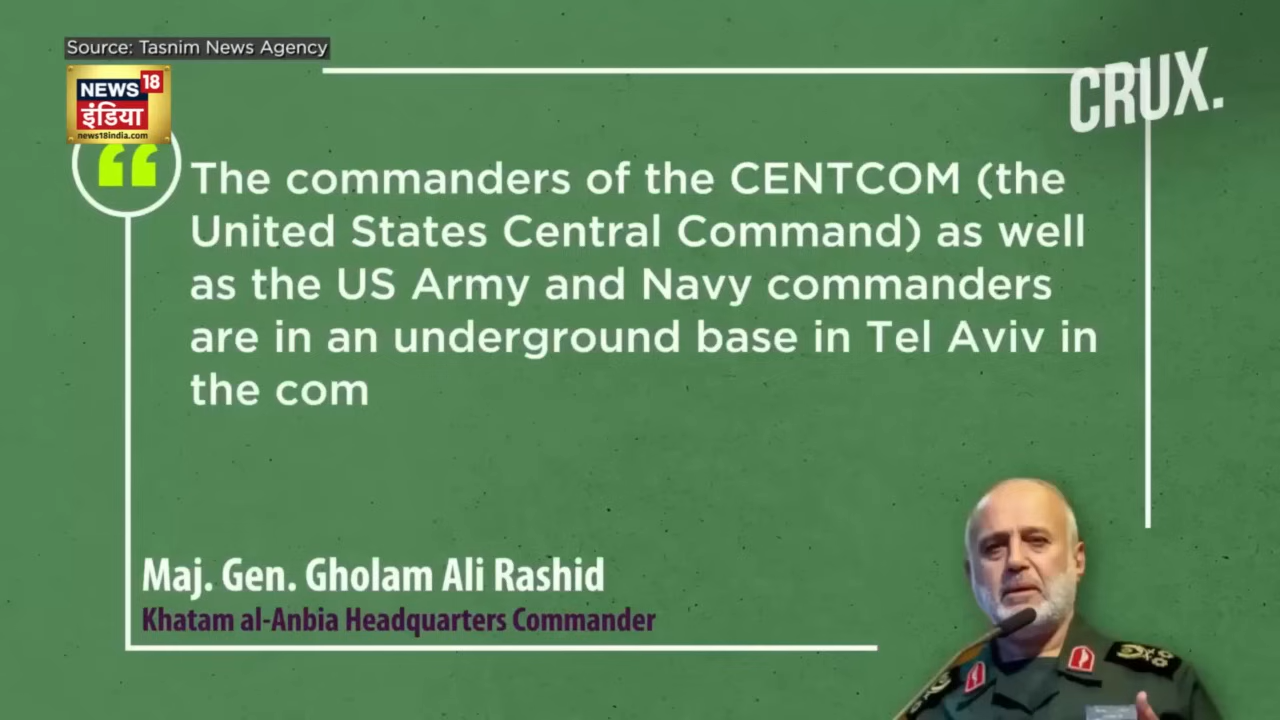 Source: Tasnim News Agency
NEWS 18
इंडिया
news18india.com
CRUX.
“
The commanders of the CENTCOM (the
United States Central Command) as well
as the US Army and Navy commanders
are in an underground base in Tel Aviv in
the com
Maj. Gen. Gholam Ali Rashid
Khatam al-Anbia Headquarters Commander